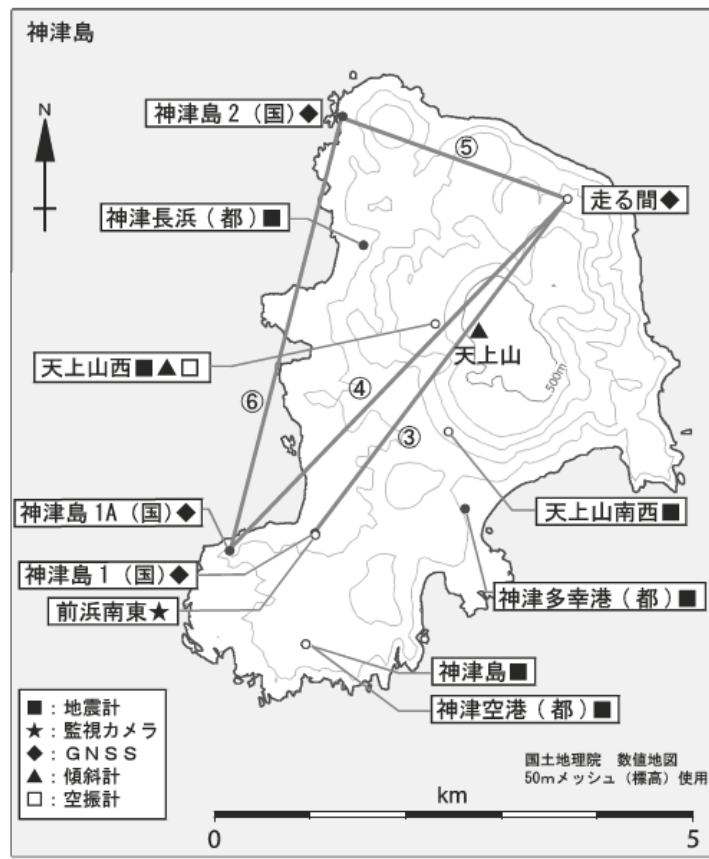 神津島
N
神津島2（国）◆
⑤
走る間◆
神津長浜（都）■
天上山西■▲□
天上山
500m
⑥
④
③
神津島1A（国）◆
天上山南西■
神津島1（国）◆
前浜南東★
神津多幸港（都）■
神津島■
神津空港（都）■
■：地震計
★：監視カメラ
◆：GNSS
▲：傾斜計
□：空振計
国土地理院　数値地図
50mメッシュ（標高）使用
km
0 5